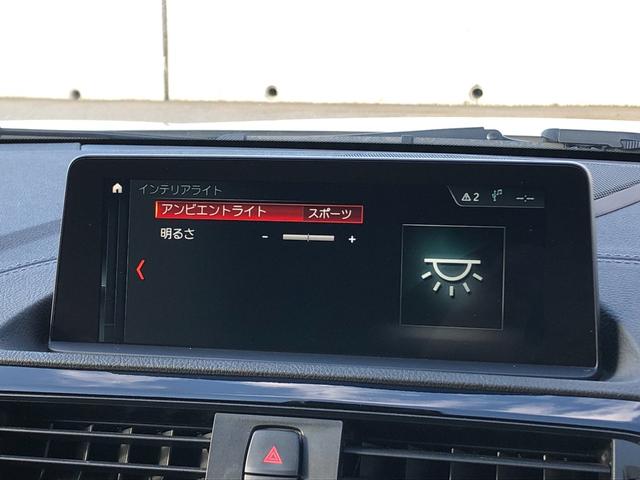 インテリアライト
2 --:--
アンビエントライト スポーツ
明るさ - +